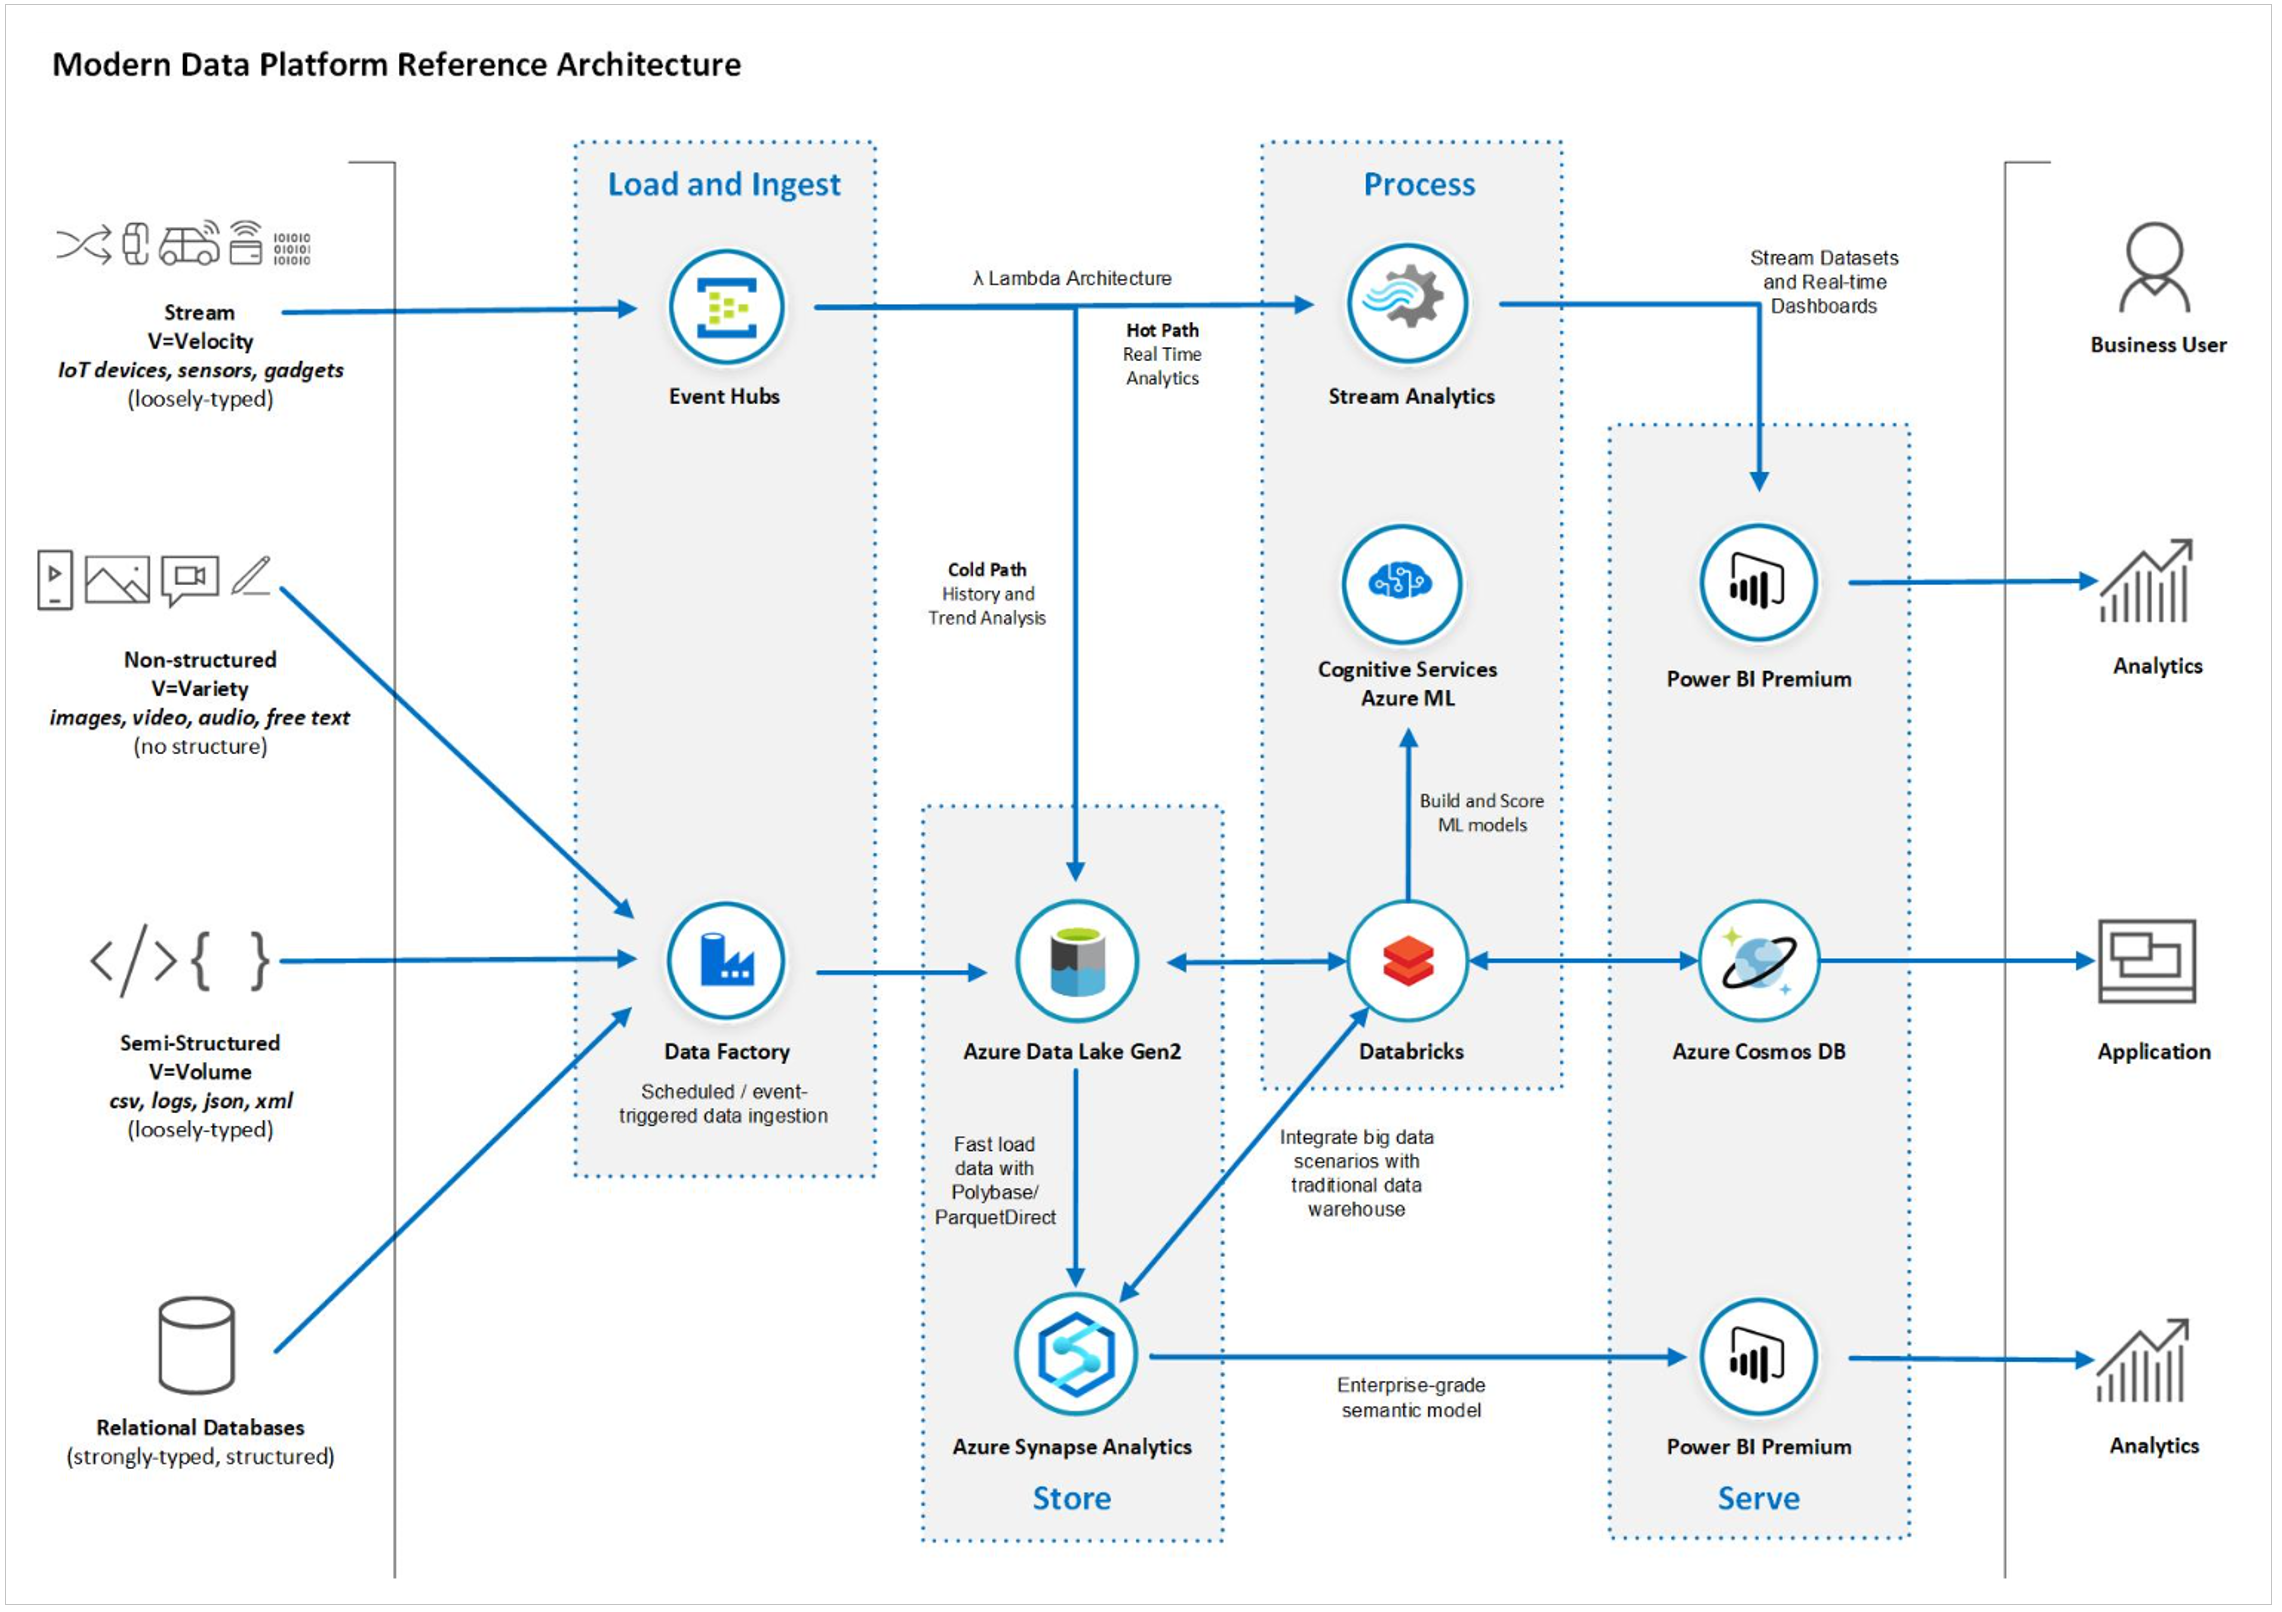 Modern Data Platform Reference Architecture
Load and Ingest
Process
Stream
V=Velocity
IoT devices, sensors, gadgets
(loosely-typed)
01010
01010
101010
Event Hubs
λ Lambda Architecture
Hot Path
Real Time
Analytics
Stream Analytics
Stream Datasets
and Real-time
Dashboards
Business User
Non-structured
V=Variety
images, video, audio, free text
(no structure)
Cold Path
History and
Trend Analysis
Cognitive Services
Azure ML
Power BI Premium
Analytics
Build and Score
ML models
</>{ }
Semi-Structured
V=Volume
csv, logs, json, xml
(loosely-typed)
Data Factory
Scheduled / event-
triggered data ingestion
Azure Data Lake Gen2
Databricks
Azure Cosmos DB
Application
Fast load
data with
Polybase/
ParquetDirect
Integrate big data
scenarios with
traditional data
warehouse
Relational Databases
(strongly-typed, structured)
Azure Synapse Analytics
Enterprise-grade
semantic model
Power BI Premium
Analytics
Store
Serve